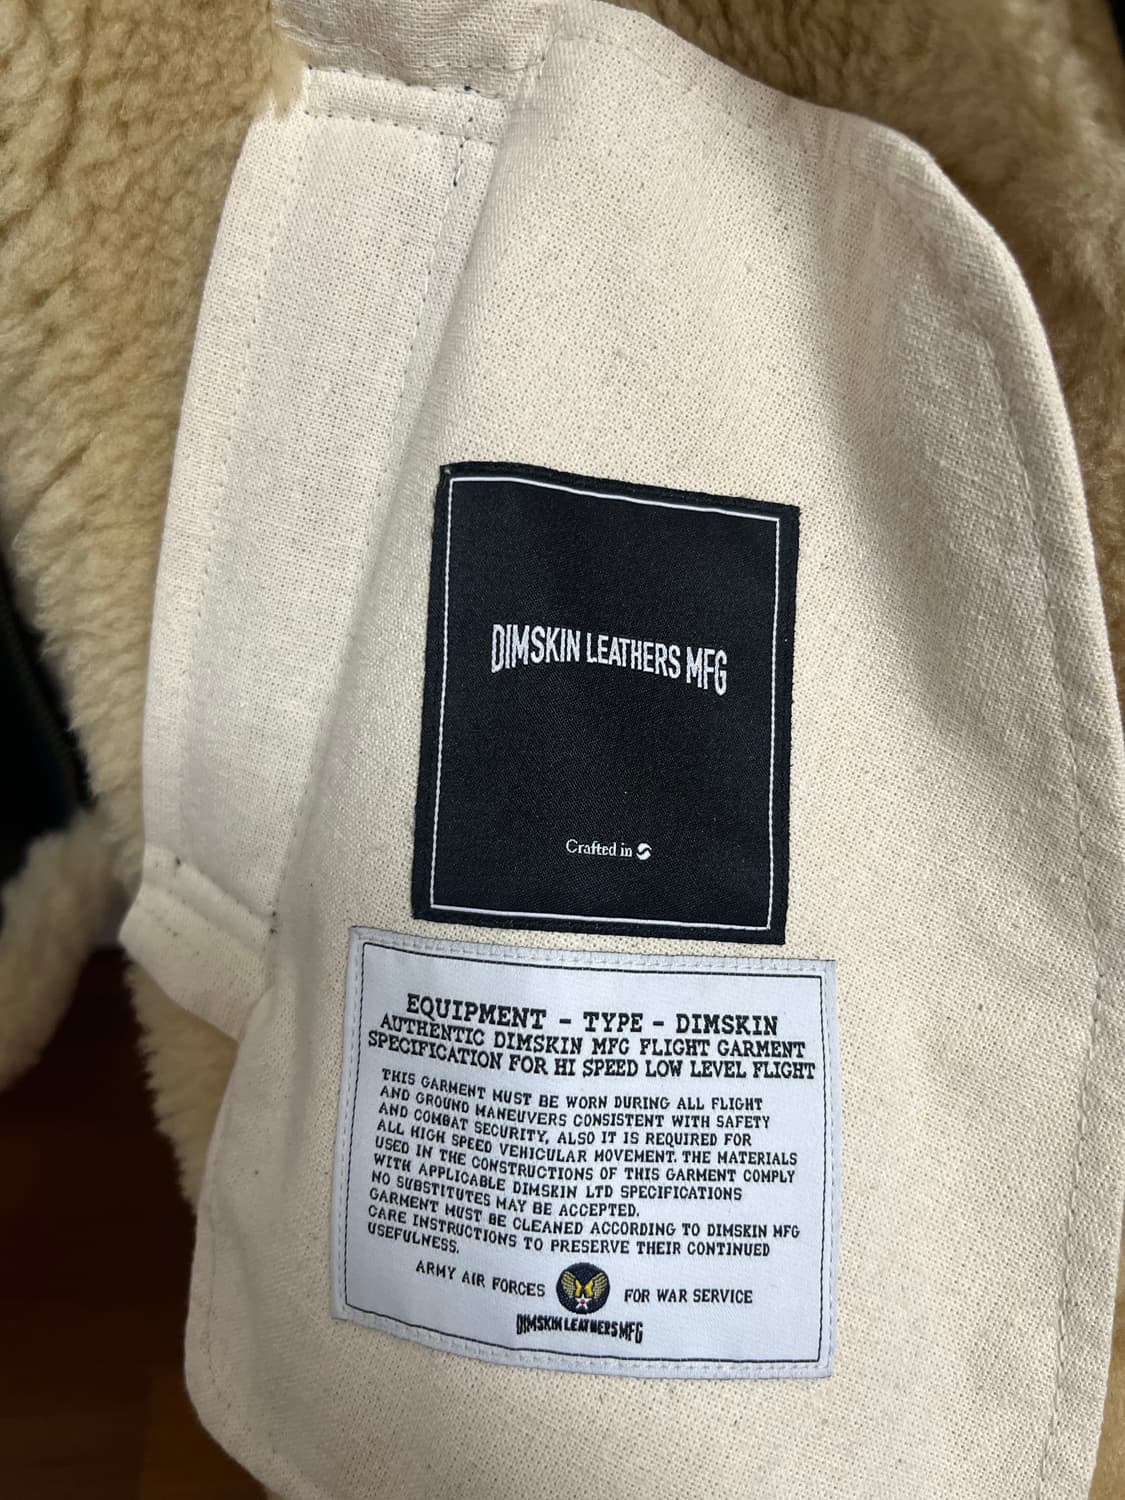 DIMSKIN LEATHERS MFG
Crafted in
EQUIPMENT - TYPE - DIMSKIN
AUTHENTIC DIMSKIN MFG FLIGHT GARMENT
SPECIFICATION FOR HI SPEED LOW LEVEL FLIGHT
THIS GARMENT MUST BE WORN DURING ALL FLIGHT
AND GROUND MANEUVERS CONSISTENT WITH SAFETY
AND COMBAT SECURITY, ALSO IT IS REQUIRED FOR
ALL HIGH SPEED VEHICULAR MOVEMENT. THE MATERIALS
USED IN THE CONSTRUCTIONS OF THIS GARMENT COMPLY
WITH APPLICABLE DIMSKIN LTD SPECIFICATIONS
NO SUBSTITUTES MAY BE ACCEPTED.
GARMENT MUST BE CLEANED ACCORDING TO DIMSKIN MFG
CARE INSTRUCTIONS TO PRESERVE THEIR CONTINUED
USEFULNESS.
ARMY AIR FORCES FOR WAR SERVICE
DIMSKIN LEATHERS MFG